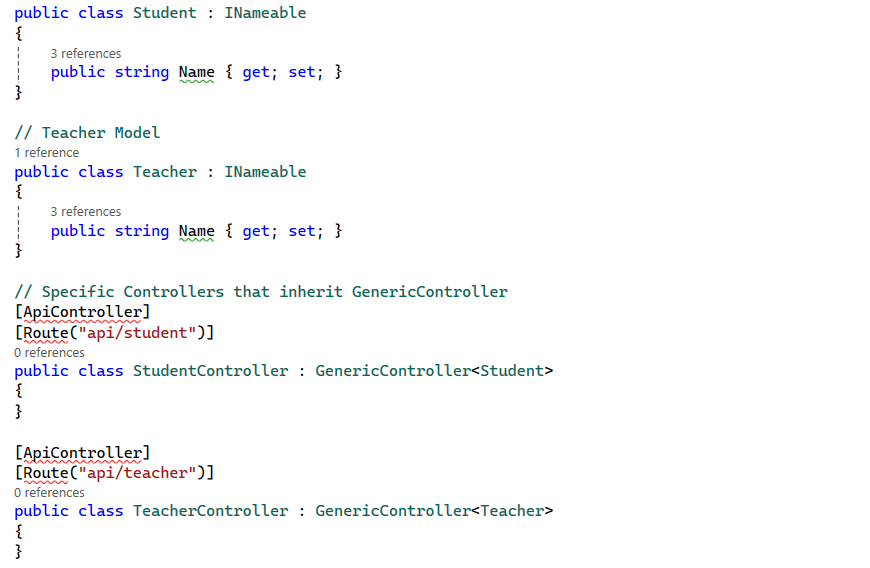 public class Student : INameable
{
3 references
public string Name { get; set; }
}
// Teacher Model
1 reference
public class Teacher : INameable
{
3 references
public string Name { get; set; }
}
// Specific Controllers that inherit GenericController
[ApiController]
[Route("api/student")]
0 references
public class StudentController : GenericController<Student>
{
}
[ApiController]
[Route("api/teacher")]
0 references
public class TeacherController : GenericController<Teacher>
{
}